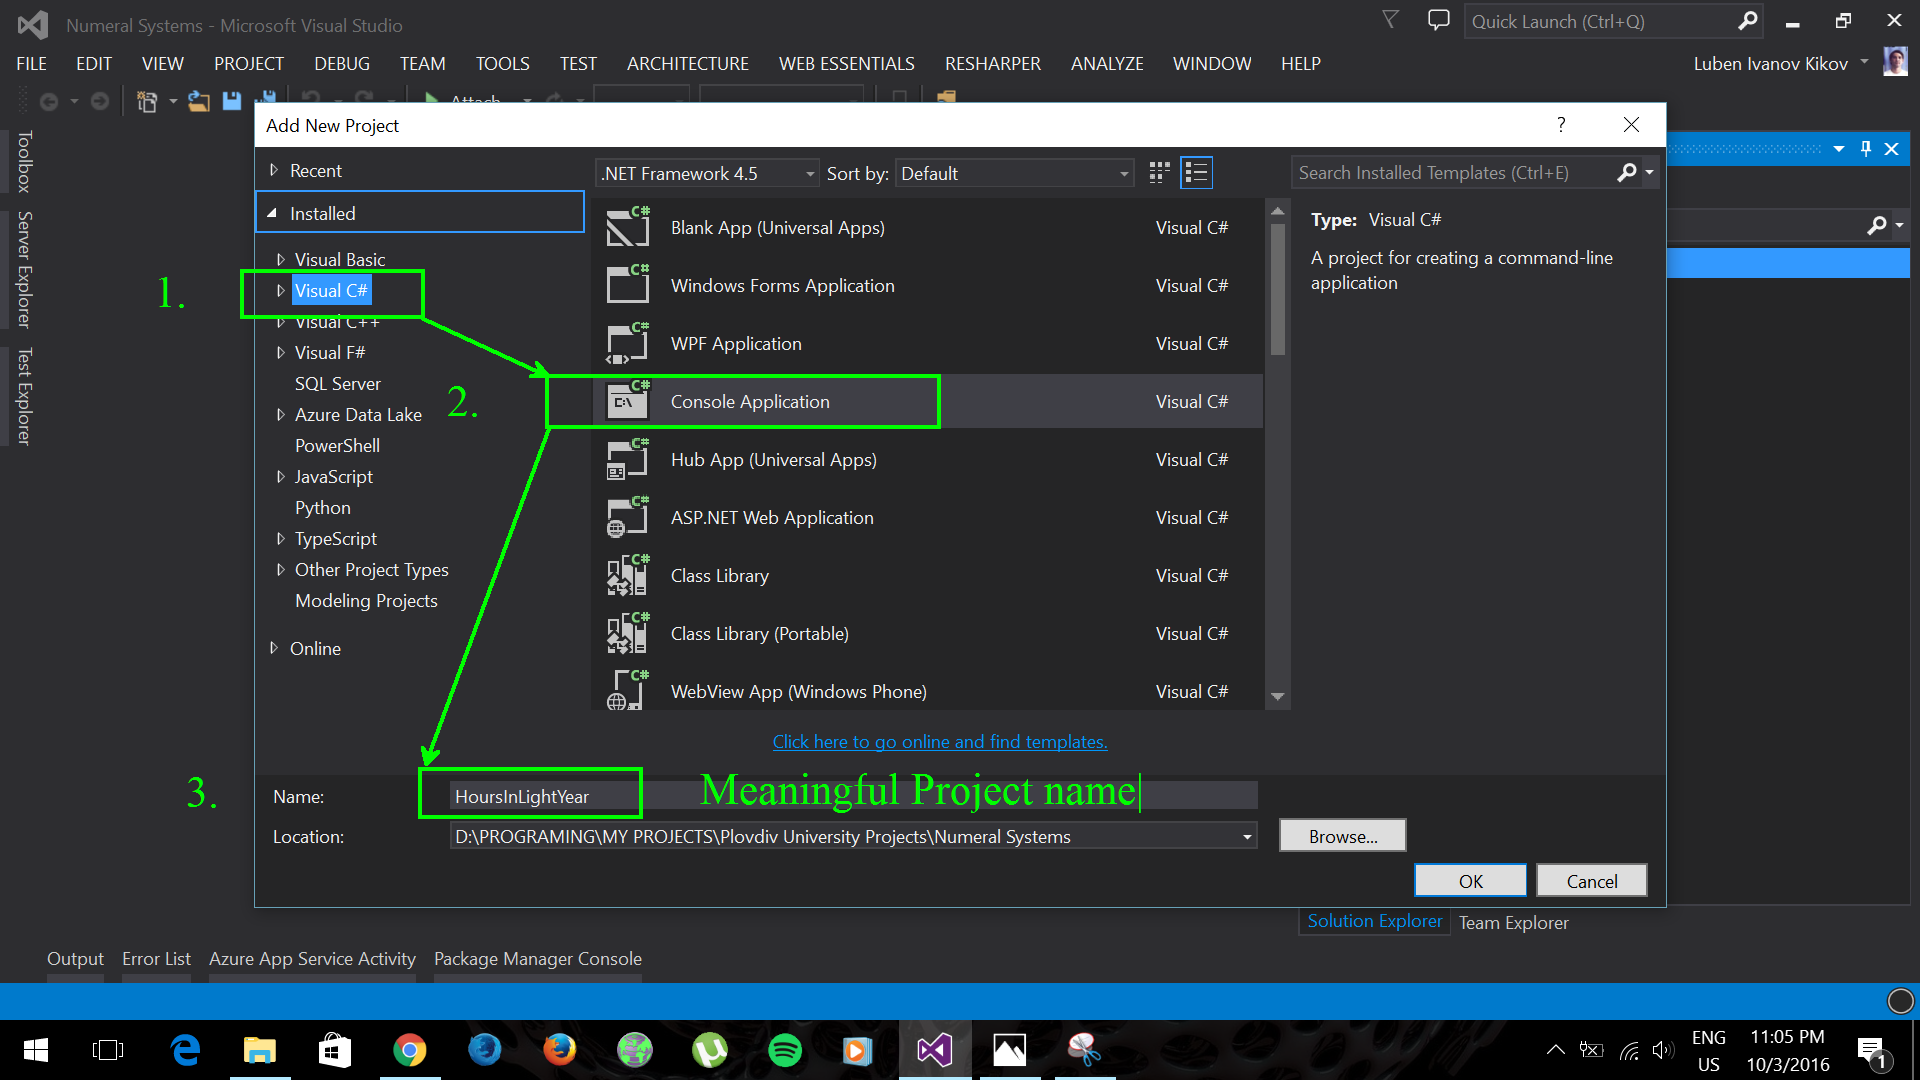 Numeral Systems - Microsoft Visual Studio
Quick Launch (Ctrl+Q)
FILE EDIT VIEW PROJECT DEBUG TEAM TOOLS TEST ARCHITECTURE WEB ESSENTIALS RESHARPER ANALYZE WINDOW HELP
Luben Ivanov Kikov
Attach
Toolbox
Server Explorer
Test Explorer
Add New Project
?
Recent
.NET Framework 4.5
Sort by: Default
Search Installed Templates (Ctrl+E)
Installed
Visual Basic
1.
Visual C#
Visual C++
Visual F#
SQL Server
Azure Data Lake
PowerShell
JavaScript
Python
TypeScript
Other Project Types
Modeling Projects
Online
2.
C# Blank App (Universal Apps) Visual C#
C# Windows Forms Application Visual C#
C# WPF Application Visual C#
C# C:\ Console Application Visual C#
C# Hub App (Universal Apps) Visual C#
C# ASP.NET Web Application Visual C#
C# Class Library Visual C#
C# Class Library (Portable) Visual C#
C# WebView App (Windows Phone) Visual C#
Type: Visual C#
A project for creating a command-line
application
Click here to go online and find templates.
3.
Name: HoursInLightYear
Meaningful Project name
Location: D:\PROGRAMING\MY PROJECTS\Plovdiv University Projects\Numeral Systems
Browse...
OK Cancel
Solution Explorer Team Explorer
Output Error List Azure App Service Activity Package Manager Console
ENG 11:05 PM
US 10/3/2016
1